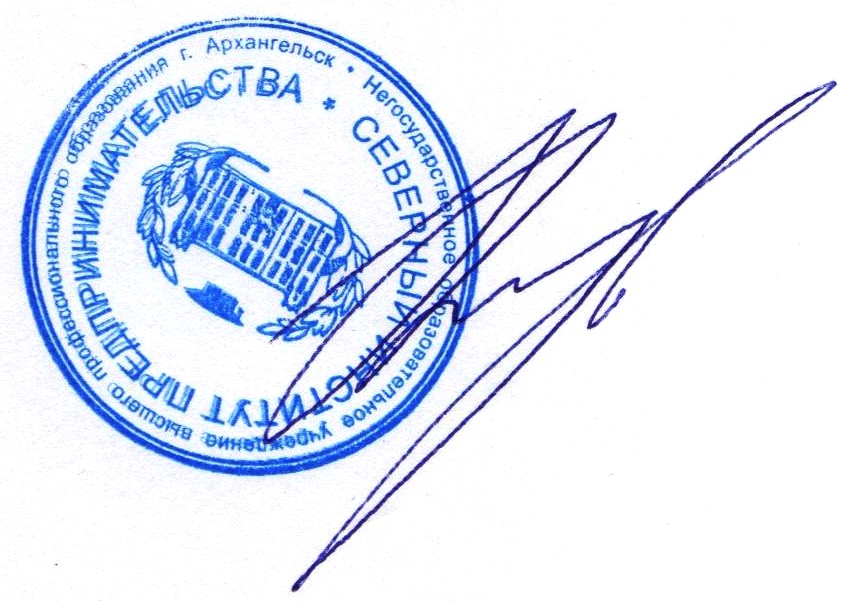 Негосударственное образовательное учреждение высшего профессионального образования г. Архангельск *
СЕВЕРНЫЙ ИНСТИТУТ ПРЕДПРИНИМАТЕЛЬСТВА *